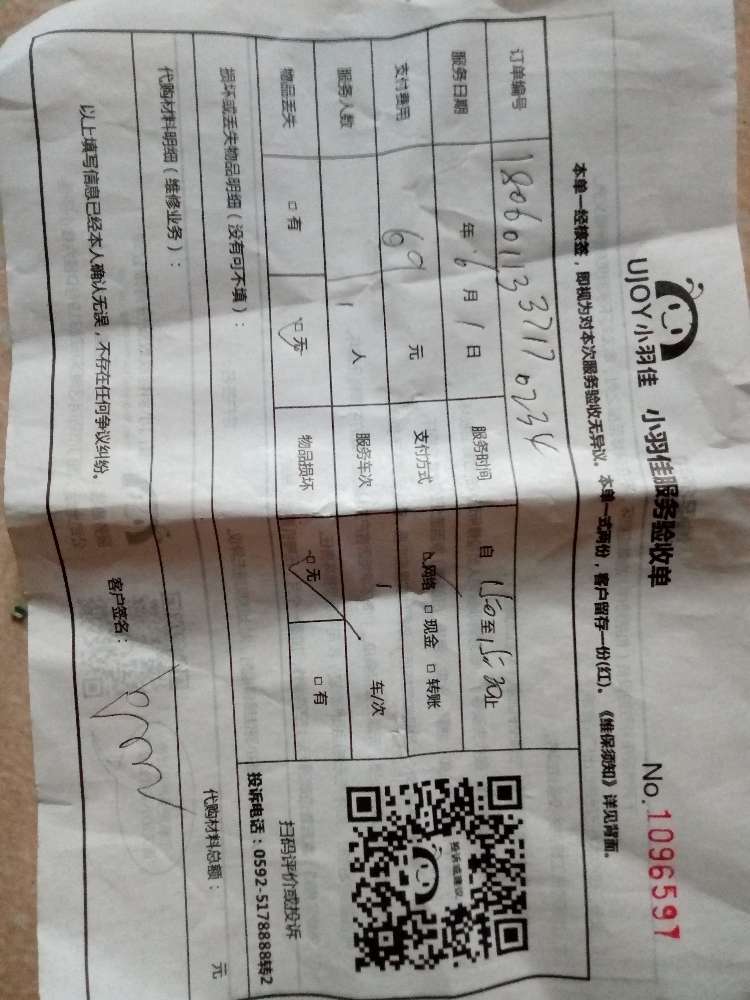 UJOY小羽佳 小羽佳服务验收单 No.1096597
本单一经核签，即视为对本次服务验收无异议。本单一式两份，客户留存一份(红)。《维保须知》详见背面。
订单编号 1806011337170234
服务日期 年6月1日 服务时间 自 至 止
支付费用 69 元 支付方式 网络 □现金 □转账
服务人数 1 人 服务车次 1 车/次
物品丢失 □有 □无 物品损坏 □无 □有
损坏或丢失物品明细（没有可不填）：
代购材料明细（维修业务）： 代购材料总额： 元
以上填写信息已经本人确认无误，不存在任何争议纠纷。 客户签名：
投诉或建议
扫码评价或投诉
投诉电话：0592-5178888转2